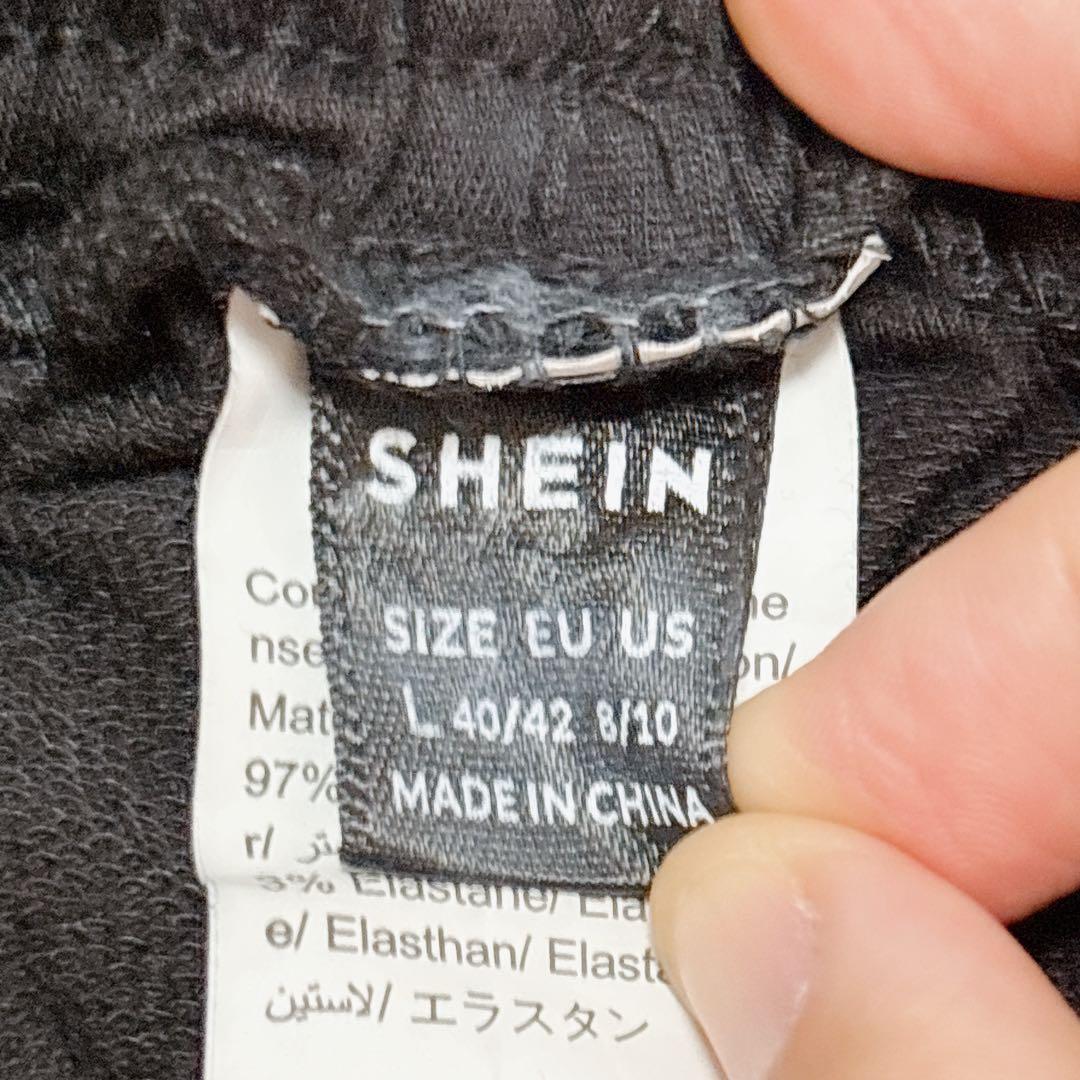 SHEIN
SIZE EU US
L 40/42 8/10
MADE IN CHINA
97%
r/
3% Elastane/
e/ Elasthan/
لاستين/ エラスタン